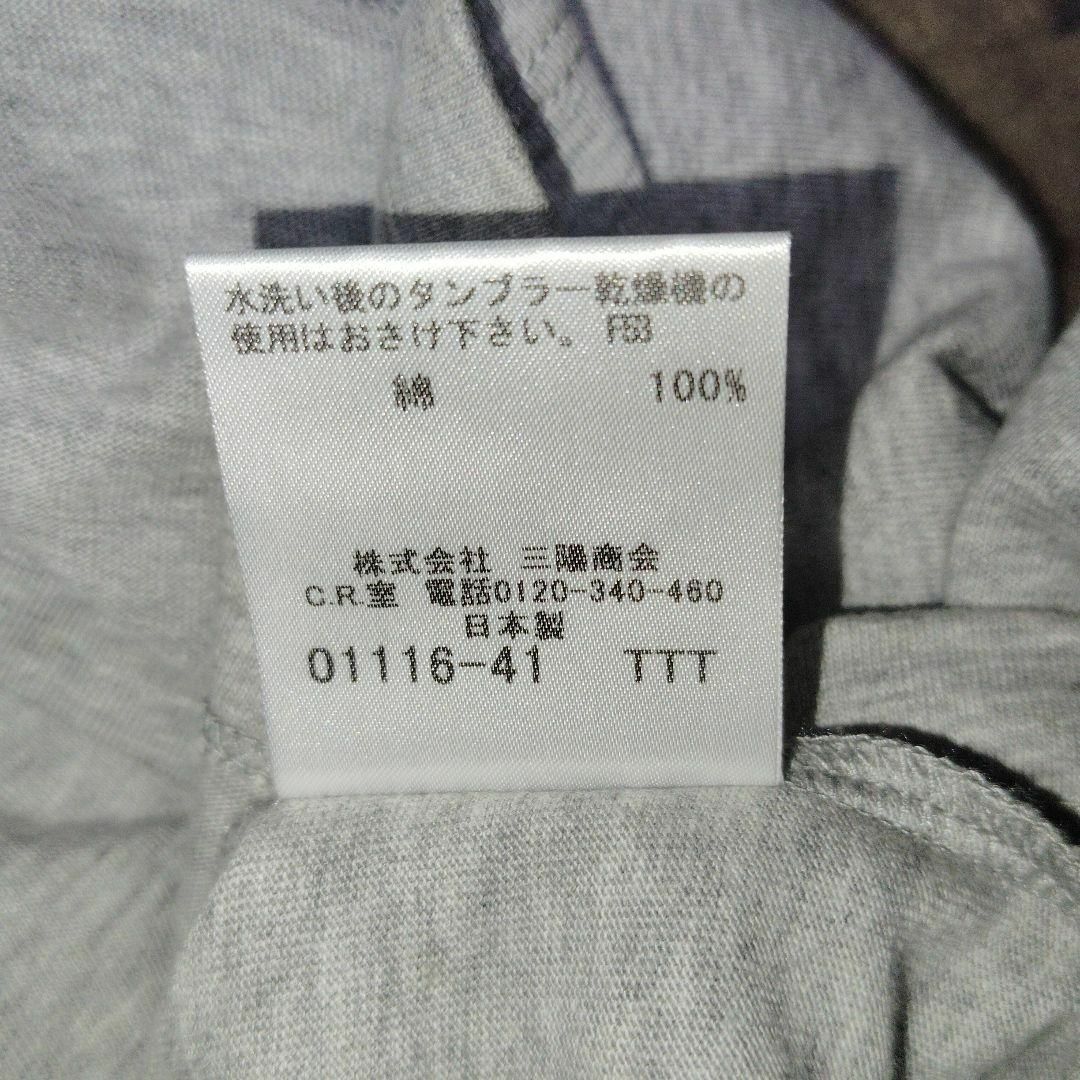 水洗い後のタンブラー乾燥機の
使用はおさけ下さい。
綿 100%
株式会社 三陽商会
C.R.室 電話0120-340-460
日本製
01116-41 TTT